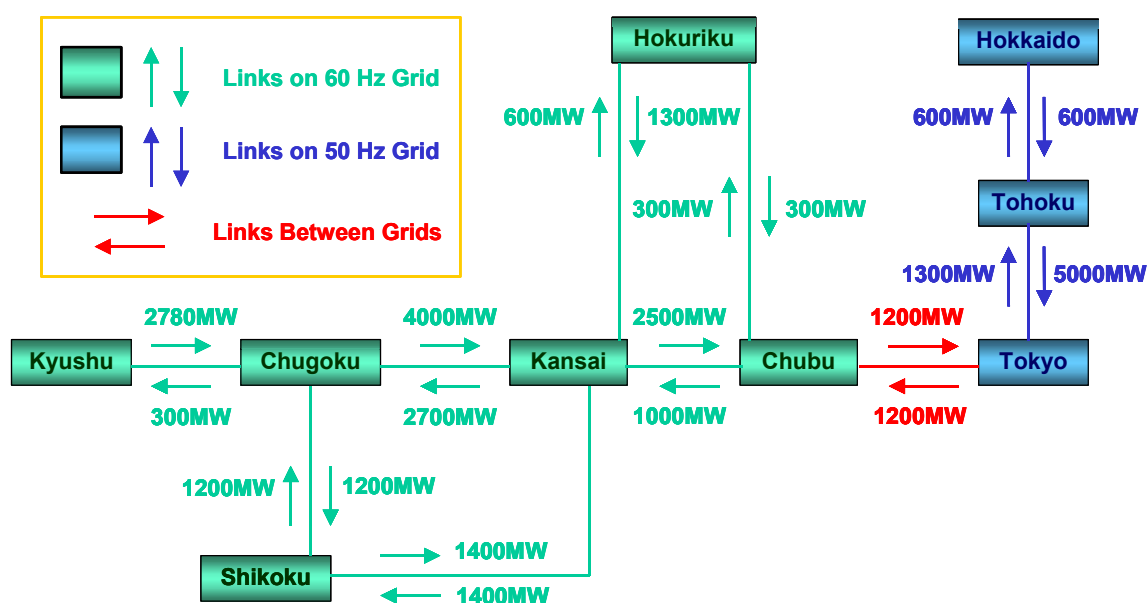 Hokuriku
Hokkaido
Links on 60 Hz Grid
600MW
1300MW
600MW
600MW
Links on 50 Hz Grid
Tohoku
300MW
300MW
Links Between Grids
1300MW
5000MW
2780MW
4000MW
2500MW
1200MW
Kyushu
Chugoku
Kansai
Chubu
Tokyo
300MW
2700MW
1000MW
1200MW
1200MW
1200MW
1400MW
Shikoku
1400MW